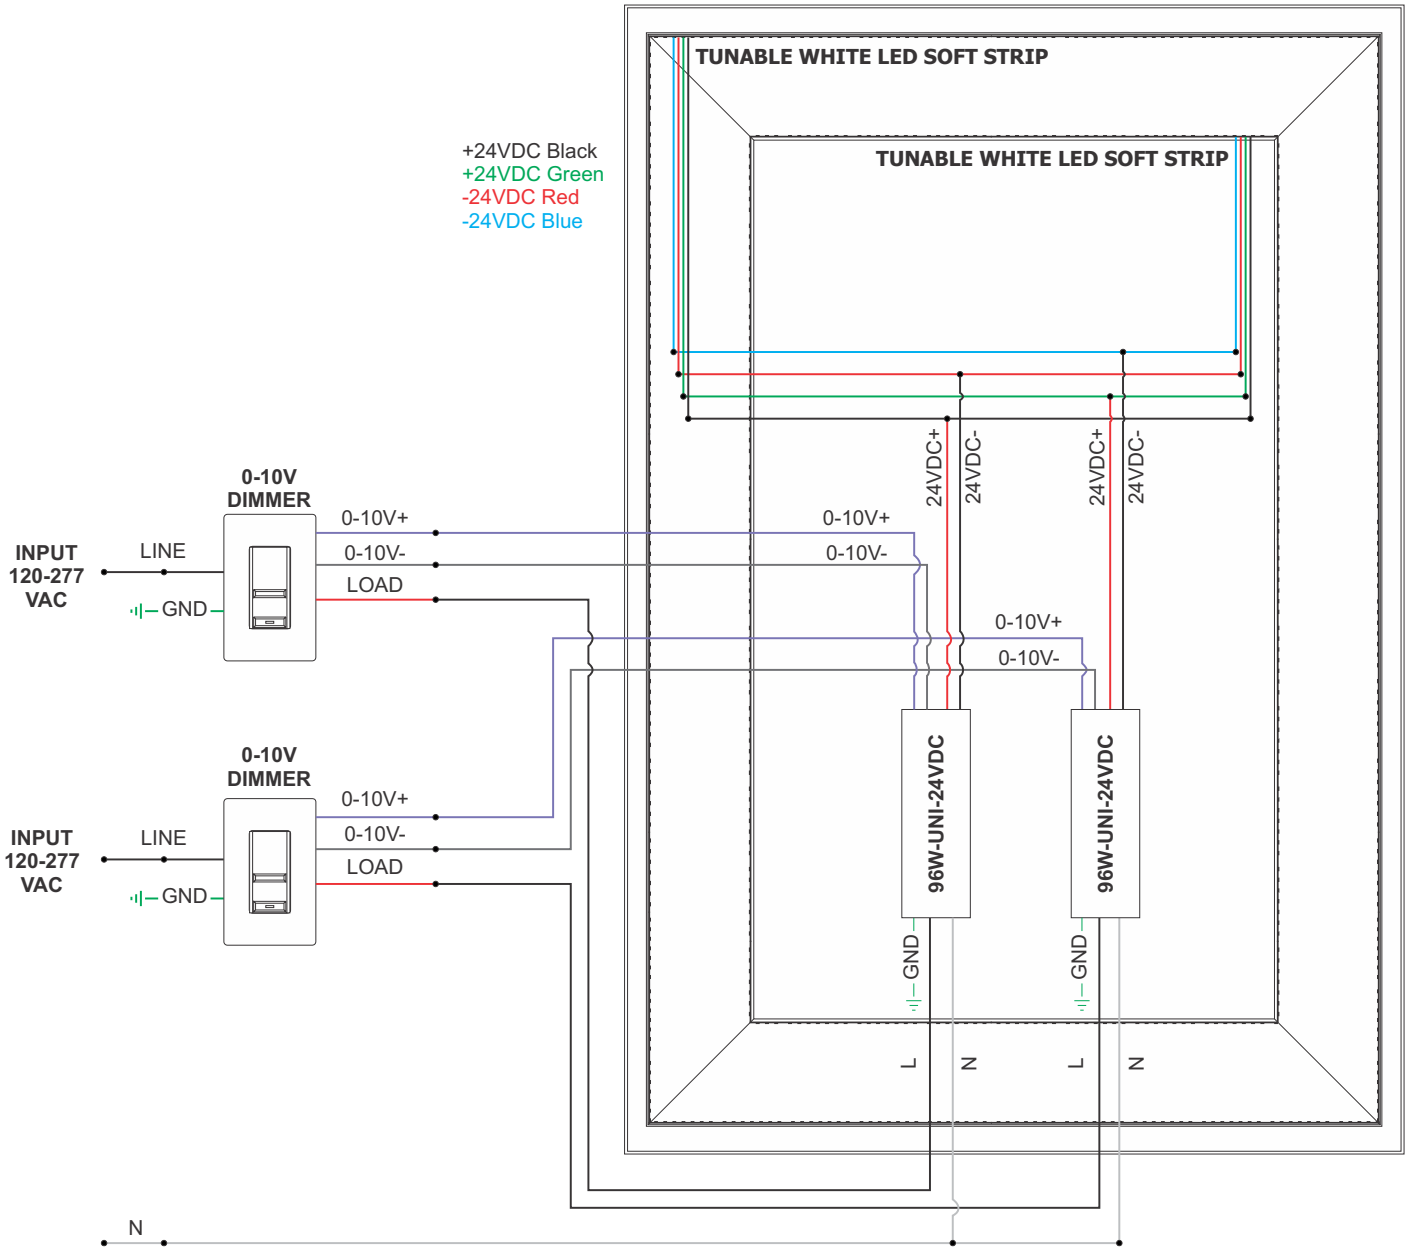 TUNABLE WHITE LED SOFT STRIP
TUNABLE WHITE LED SOFT STRIP
+24VDC Black
+24VDC Green
-24VDC Red
-24VDC Blue
24VDC+
24VDC-
24VDC+
24VDC-
0-10V
DIMMER
INPUT
120-277
VAC
LINE
GND
0-10V+
0-10V-
LOAD
0-10V+
0-10V-
0-10V+
0-10V-
0-10V
DIMMER
INPUT
120-277
VAC
LINE
GND
0-10V+
0-10V-
LOAD
96W-UNI-24VDC
96W-UNI-24VDC
GND
GND
L
N
L
N
N